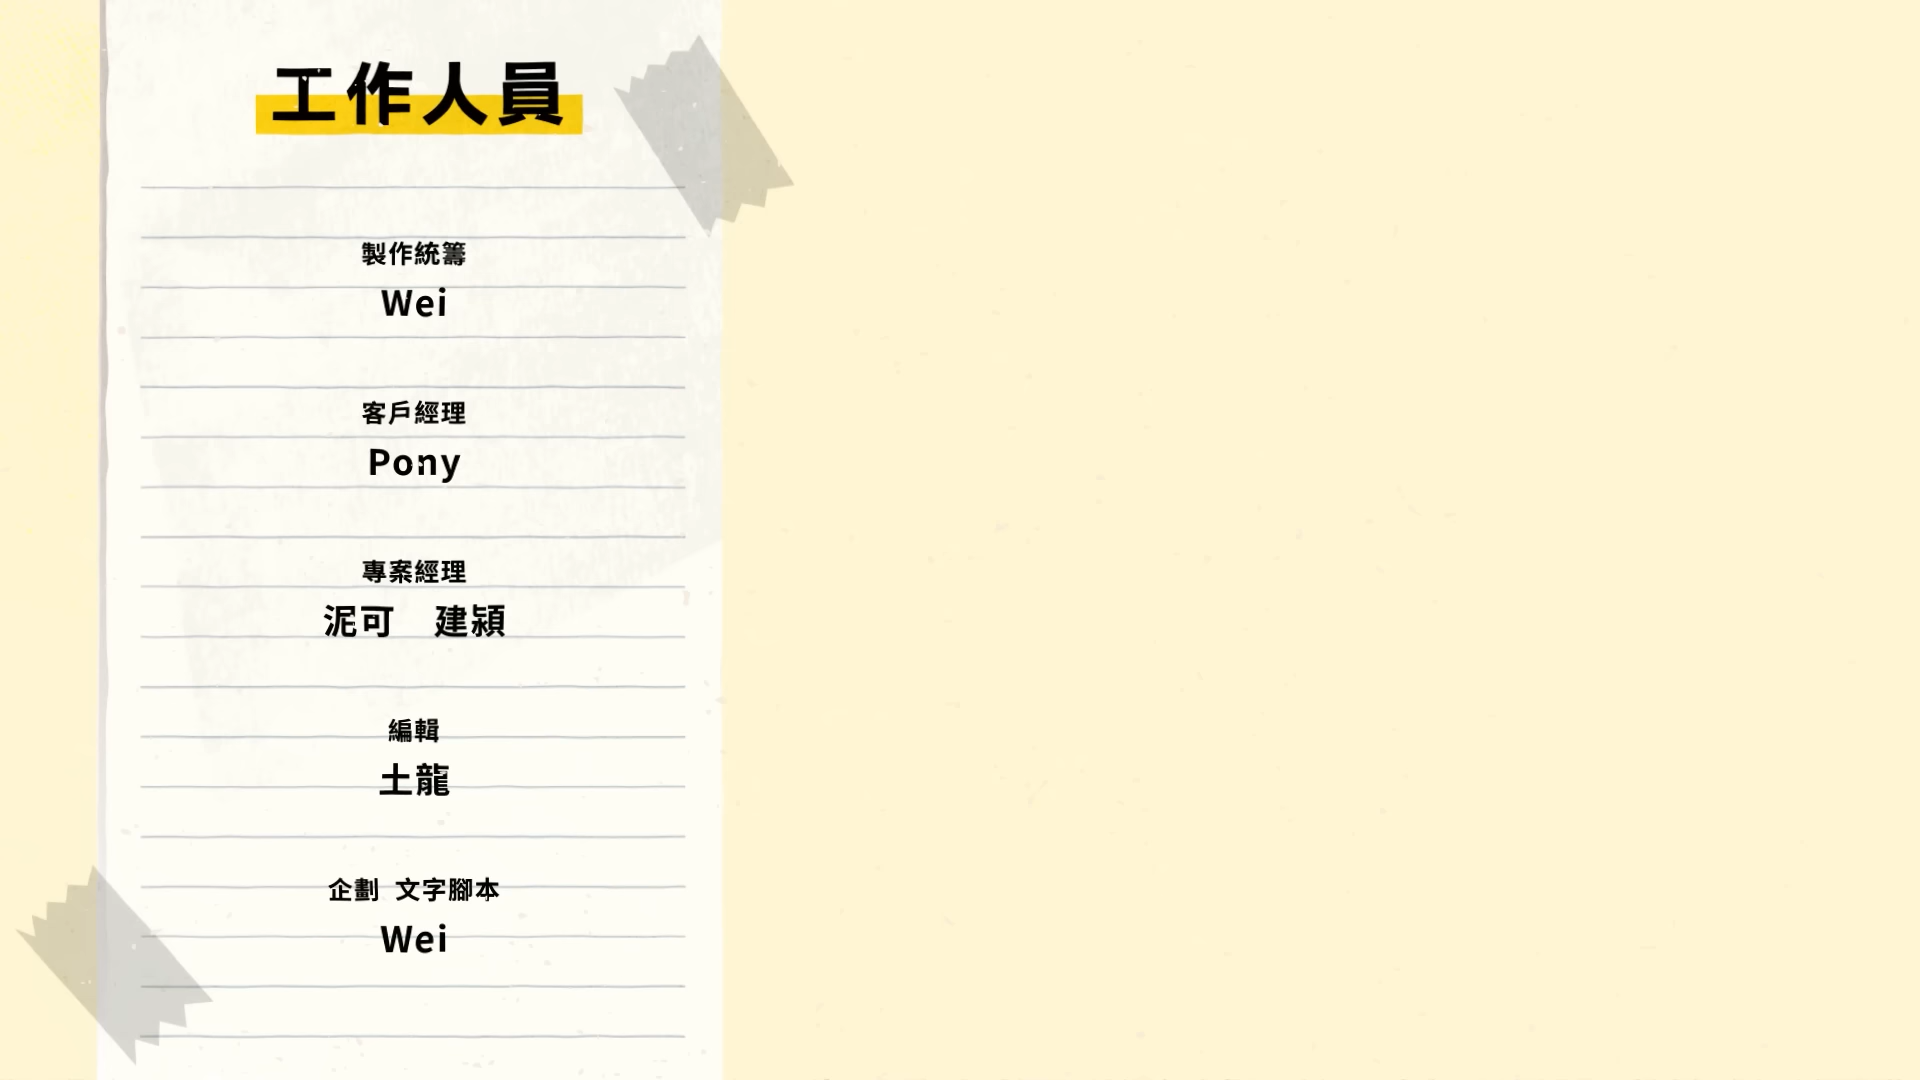 工作人員
製作統籌
Wei
客戶經理
Pony
專案經理
泥可　建潁
編輯
土龍
企劃 文字腳本
Wei